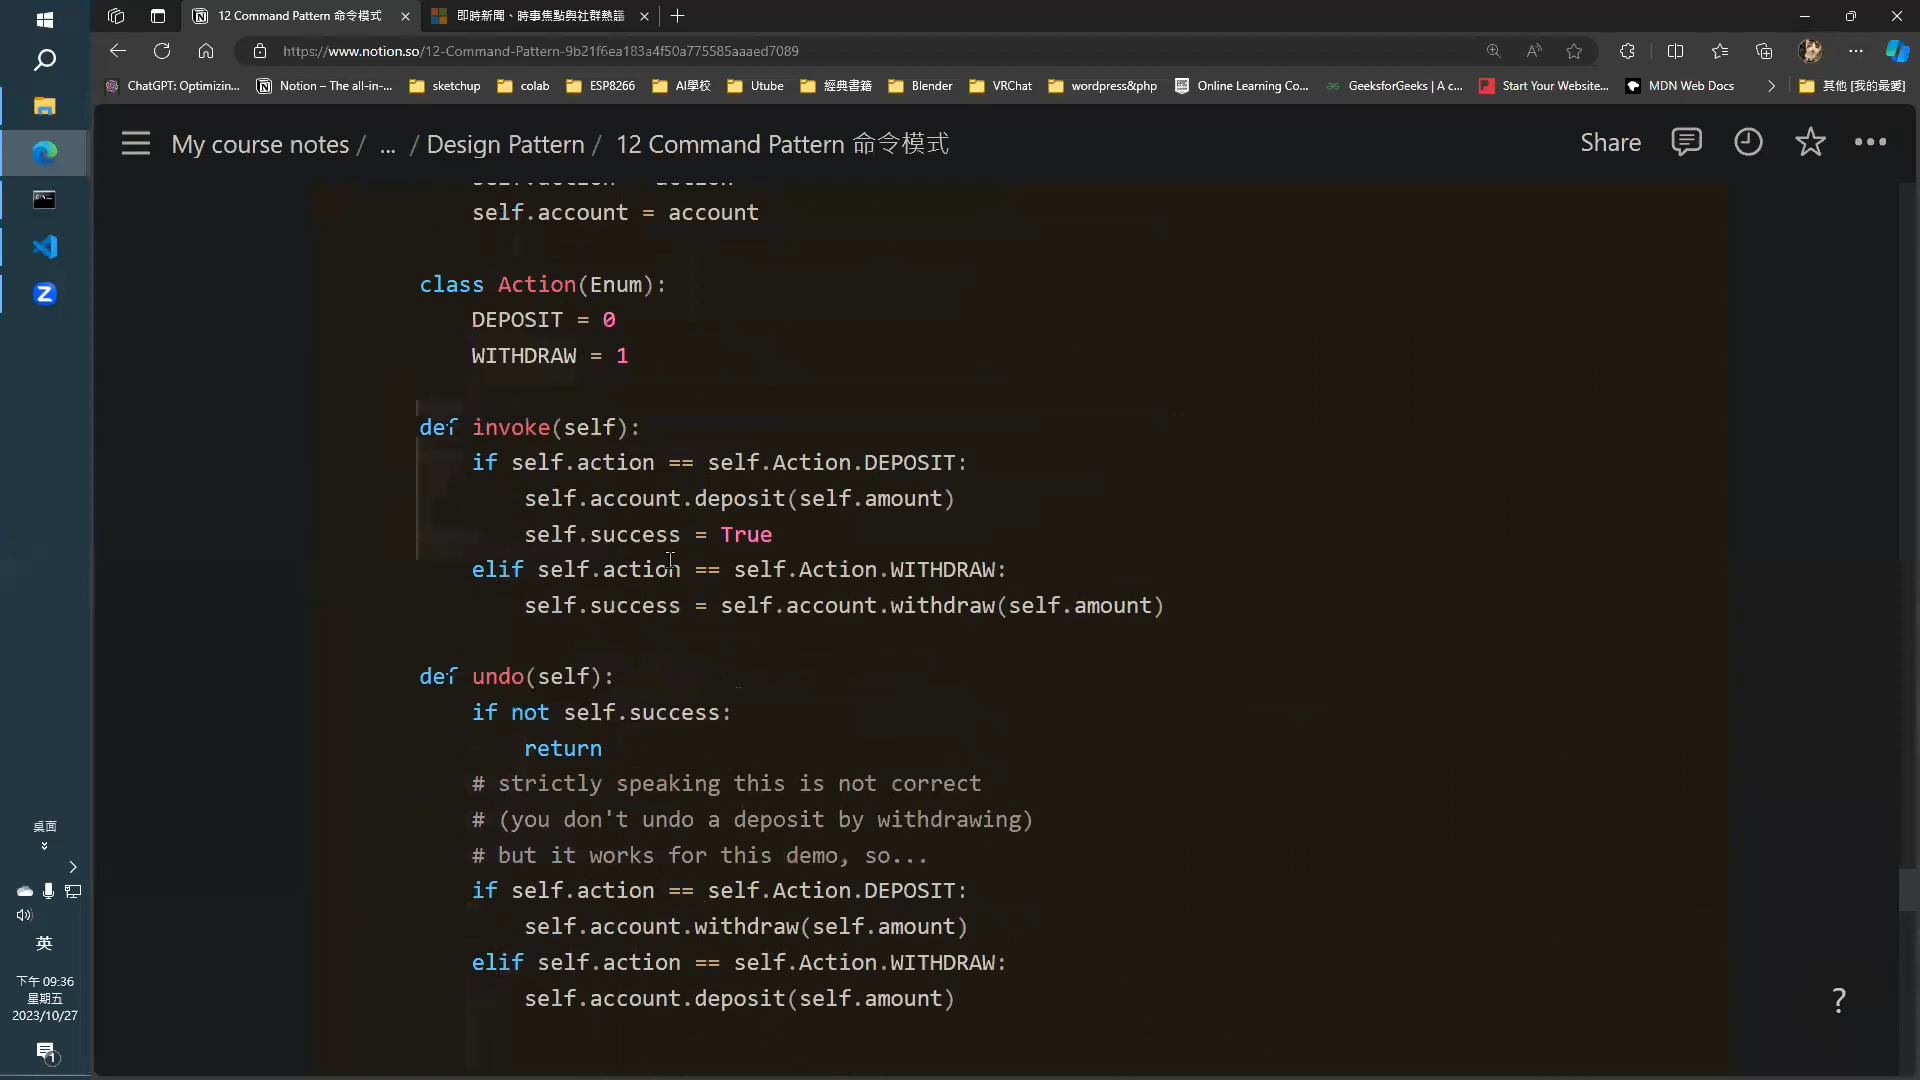 12 Command Pattern 命令模式
即時新聞、時事焦點與社群熱議
https://www.notion.so/12-Command-Pattern-9b21f6ea183a4f50a775585aaaed7089
ChatGPT: Optimizin...
Notion – The all-in-...
sketchup
colab
ESP8266
AI學校
Utube
經典書籍
Blender
VRChat
wordpress&php
Online Learning Co...
GeeksforGeeks | A c...
Start Your Website...
MDN Web Docs
其他 [我的最愛]
My course notes / ... / Design Pattern / 12 Command Pattern 命令模式
Share
self.action = action
self.account = account
class Action(Enum):
DEPOSIT = 0
WITHDRAW = 1
def invoke(self):
if self.action == self.Action.DEPOSIT:
self.account.deposit(self.amount)
self.success = True
elif self.action == self.Action.WITHDRAW:
self.success = self.account.withdraw(self.amount)
def undo(self):
if not self.success:
return
# strictly speaking this is not correct
# (you don't undo a deposit by withdrawing)
# but it works for this demo, so...
if self.action == self.Action.DEPOSIT:
self.account.withdraw(self.amount)
elif self.action == self.Action.WITHDRAW:
self.account.deposit(self.amount)
?
桌面
英
下午 09:36
星期五
2023/10/27
1